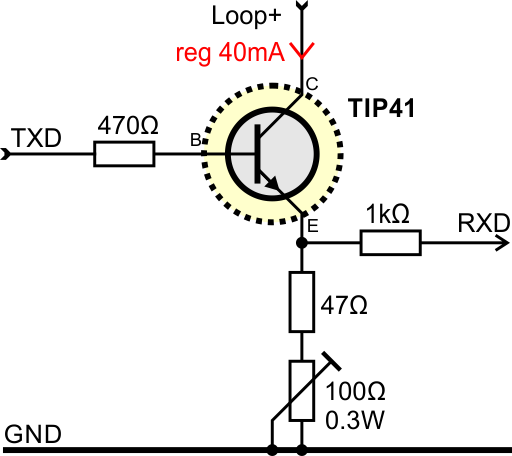 Loop+
reg 40mA
C
TIP41
TXD
470Ω
B
E
1kΩ
RXD
47Ω
100Ω
0.3W
GND